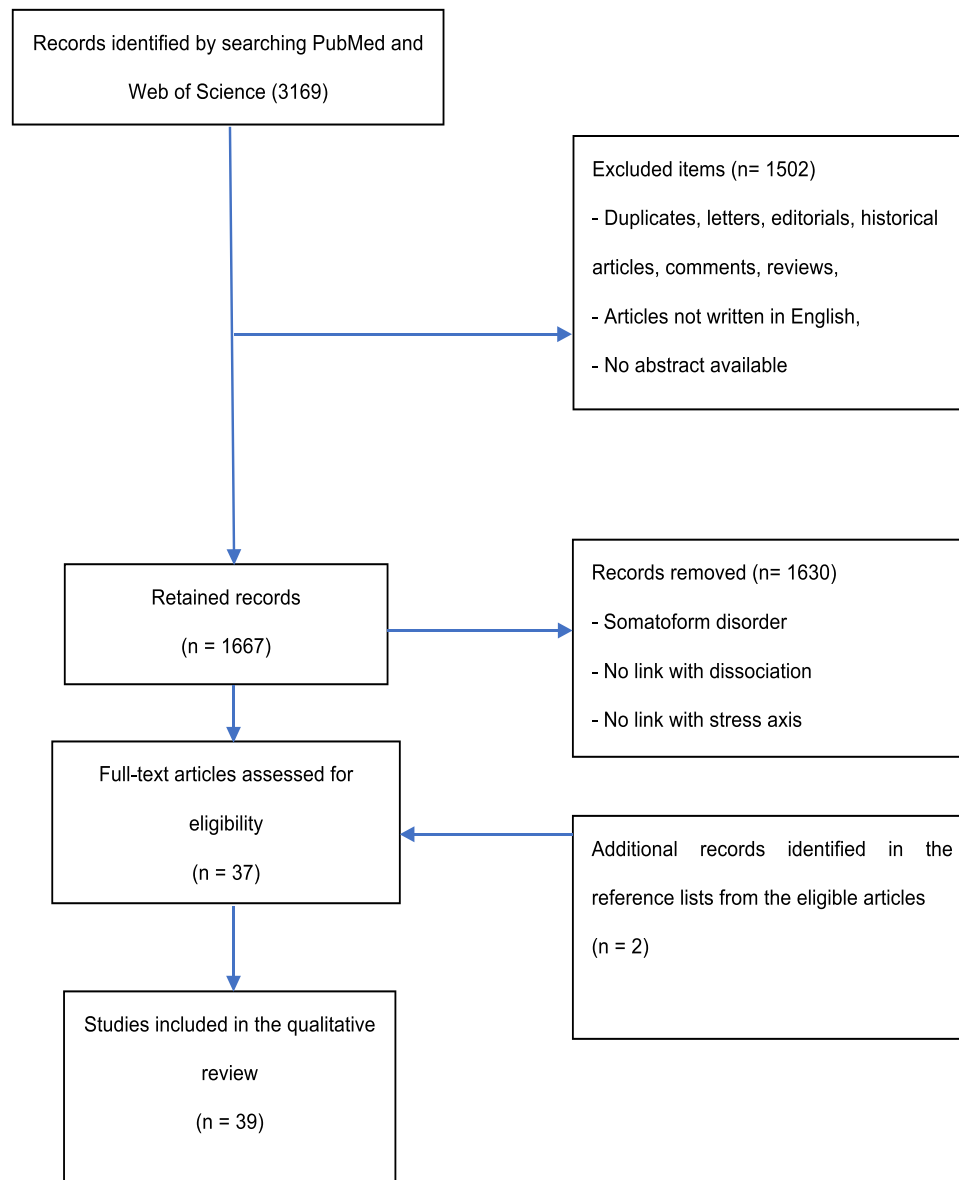 Records identified by searching PubMed and
Web of Science (3169)
Excluded items (n= 1502)
- Duplicates, letters, editorials, historical
articles, comments, reviews,
- Articles not written in English,
- No abstract available
Retained records
(n = 1667)
Records removed (n= 1630)
- Somatoform disorder
- No link with dissociation
- No link with stress axis
Full-text articles assessed for
eligibility
(n = 37)
Additional records identified in the
reference lists from the eligible articles
(n = 2)
Studies included in the qualitative
review
(n = 39)